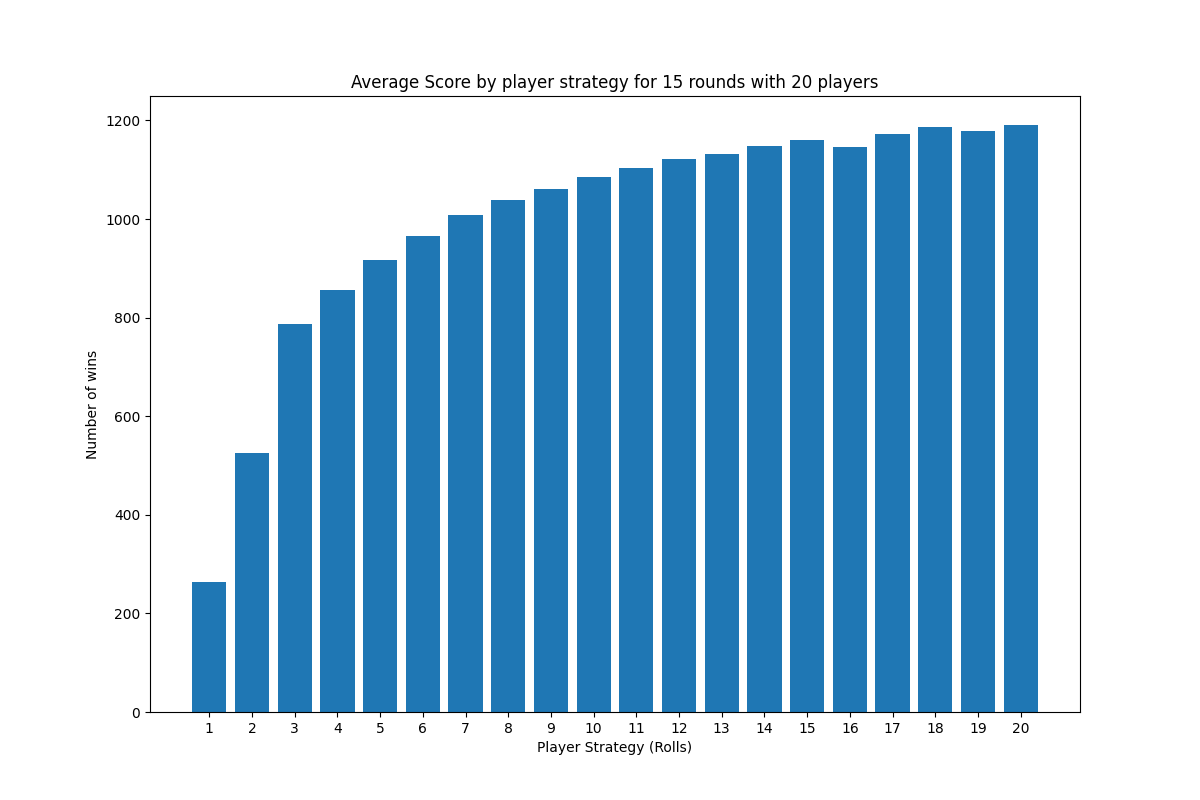 Average Score by player strategy for 15 rounds with 20 players
1200
1000
800
600
400
200
0
Number of wins
1 2 3 4 5 6 7 8 9 10 11 12 13 14 15 16 17 18 19 20
Player Strategy (Rolls)